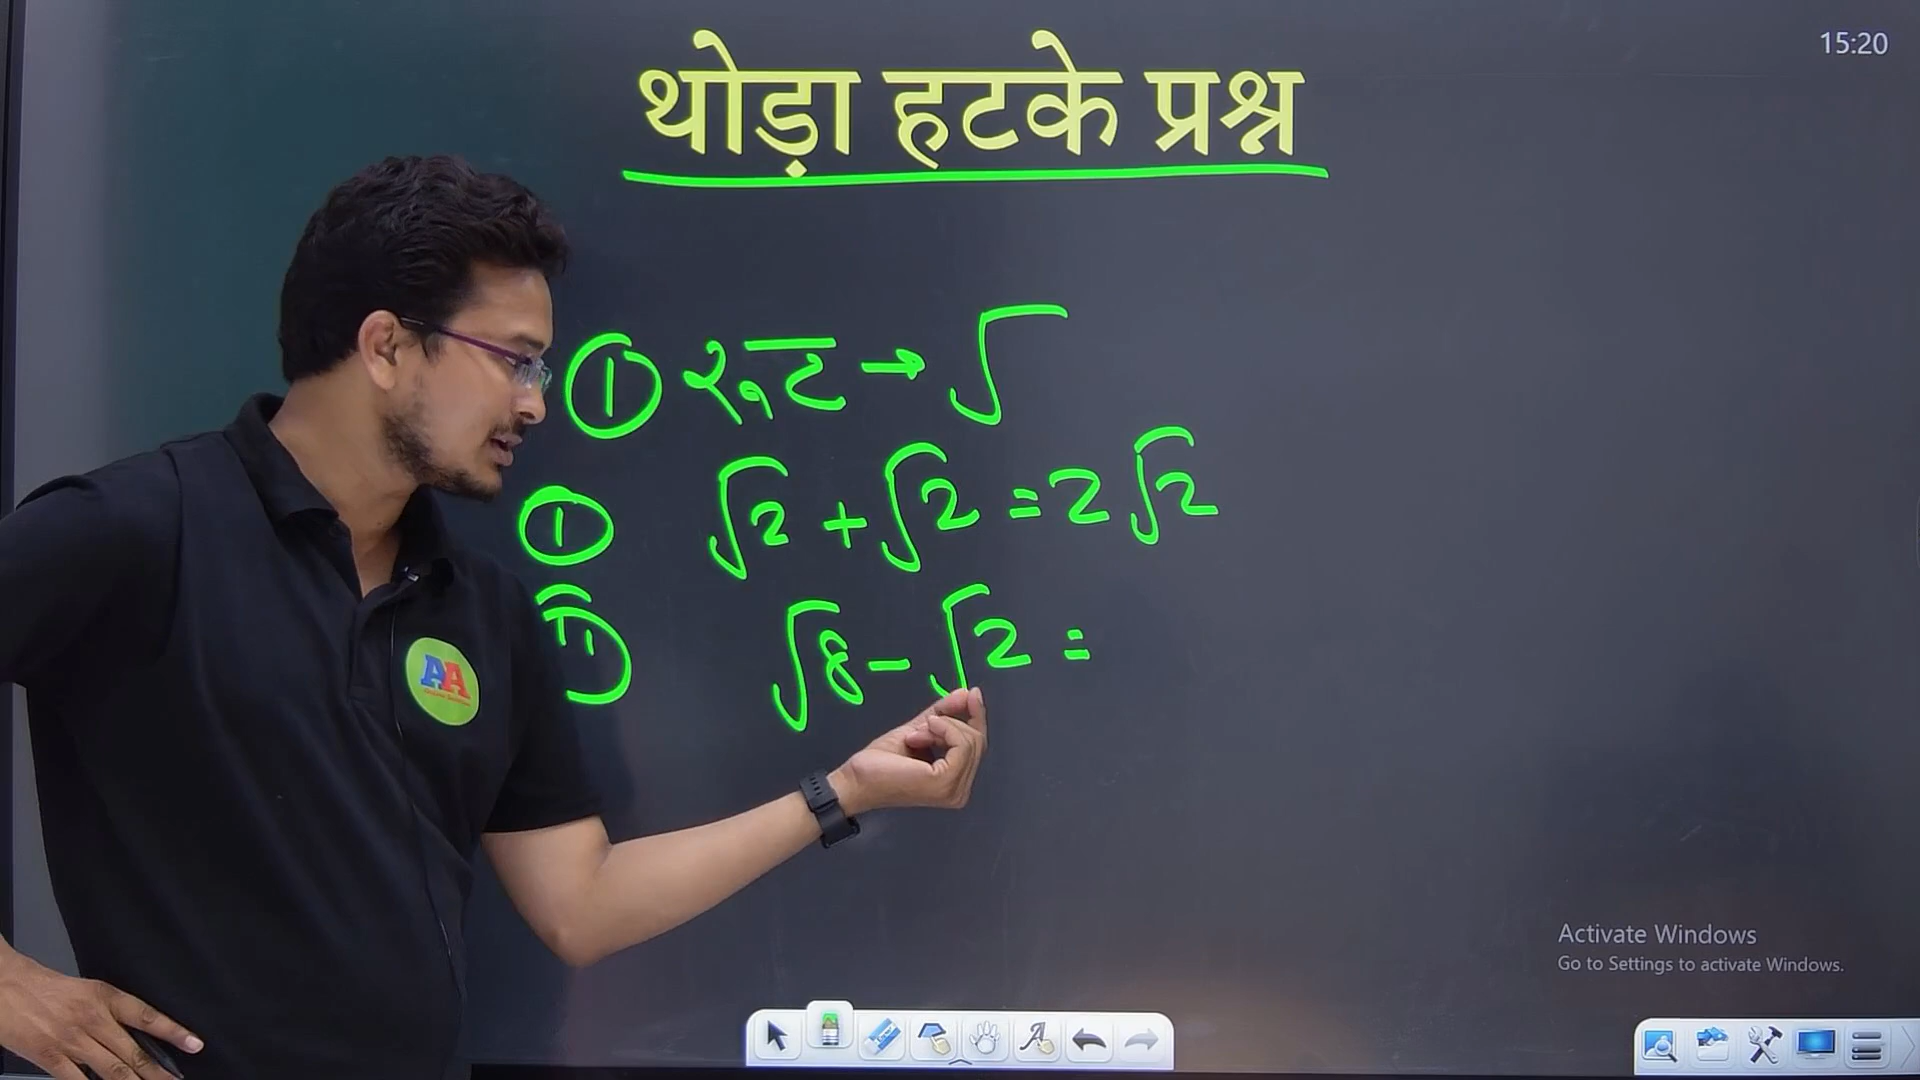 15:20
थोड़ा हटके प्रश्न
① रूट → √
① √2 + √2 = 2√2
√8 - √2 =
AA
Activate Windows
Go to Settings to activate Windows.